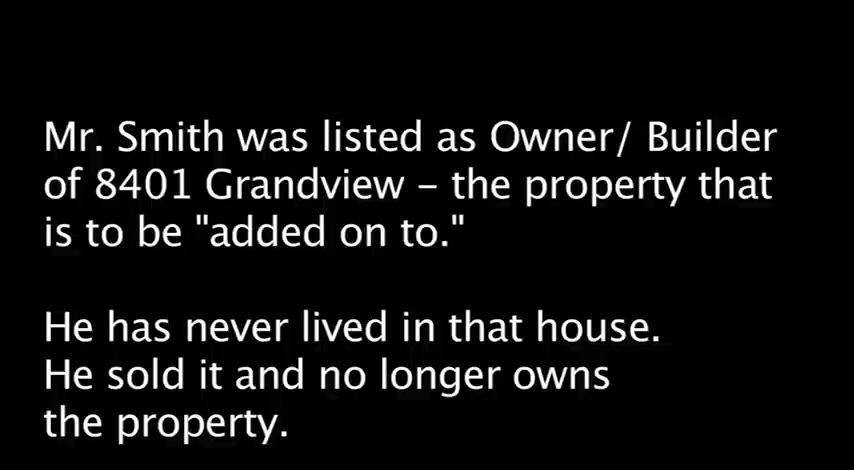 Mr. Smith was listed as Owner/ Builder
of 8401 Grandview – the property that
is to be "added on to."
He has never lived in that house.
He sold it and no longer owns
the property.